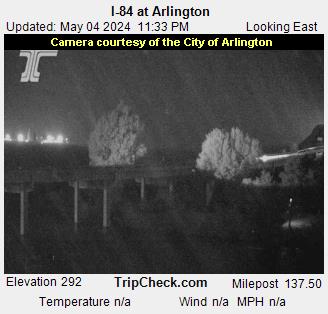 I-84 at Arlington
Updated: May 04 2024 11:33 PM Looking East
Camera courtesy of the City of Arlington
Elevation 292 TripCheck.com Milepost 137.50
Temperature n/a Wind n/a MPH n/a